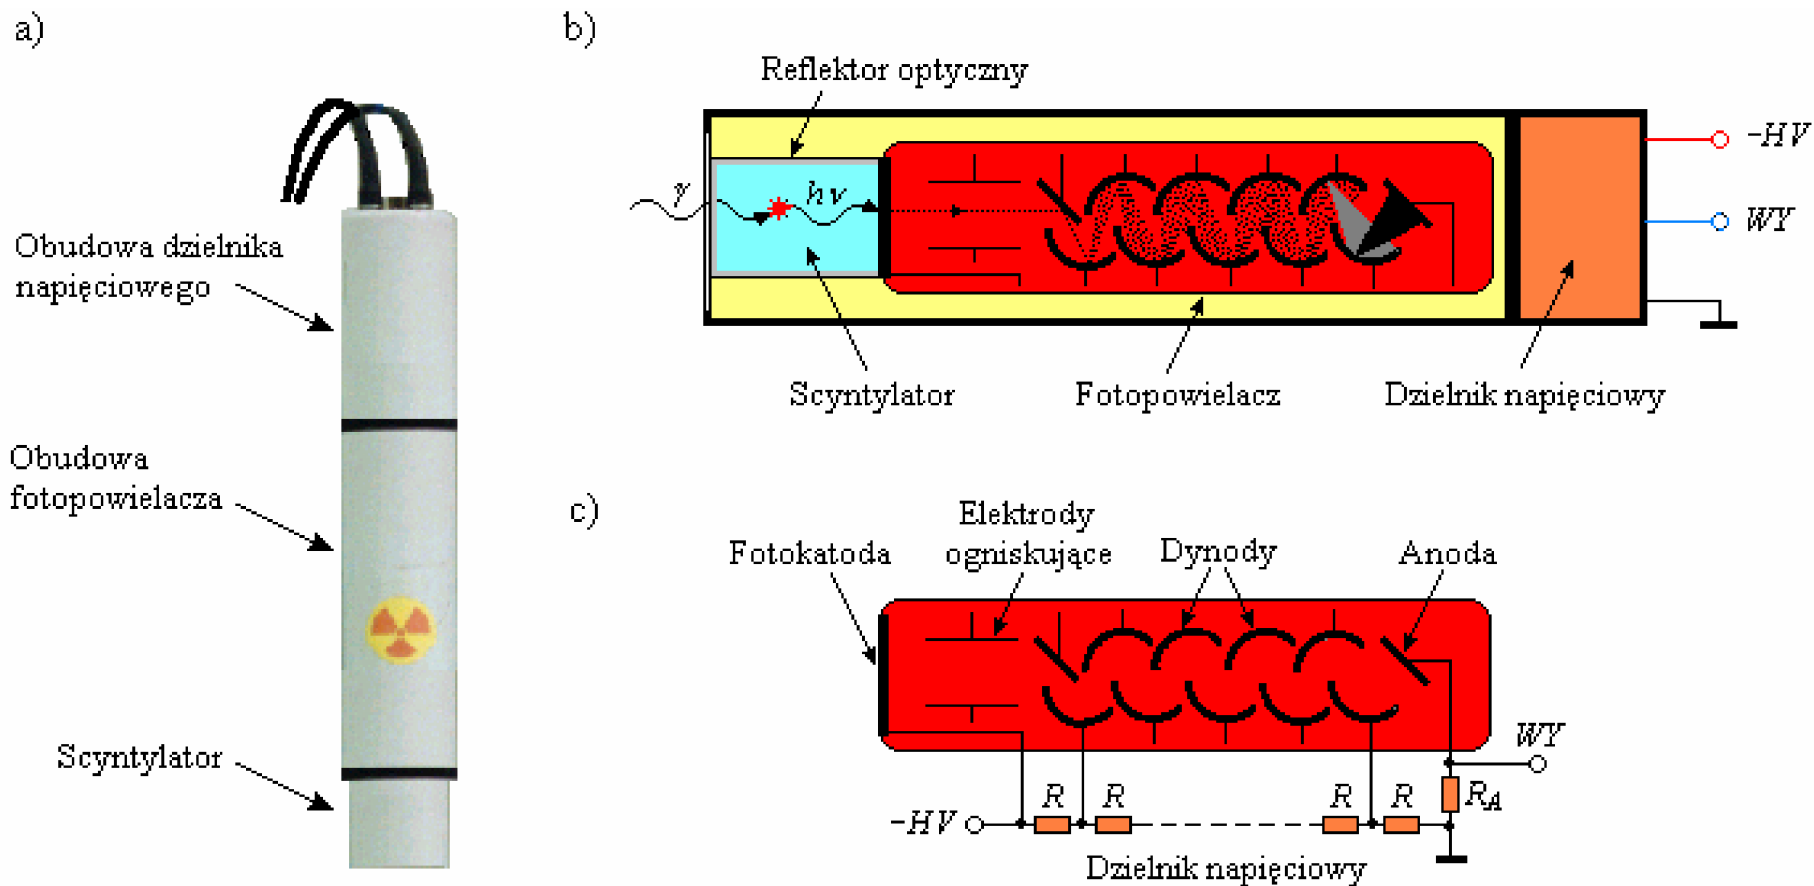 a)
Obudowa dzielnika
napięciowego
Obudowa
fotopowielacza
Scyntylator
b)
Reflektor optyczny
γ
hν
-HV
WY
Scyntylator
Fotopowielacz
Dzielnik napięciowy
c)
Fotokatoda
Elektrody
ogniskujące
Dynody
Anoda
WY
R R R R R_A
-HV
Dzielnik napięciowy